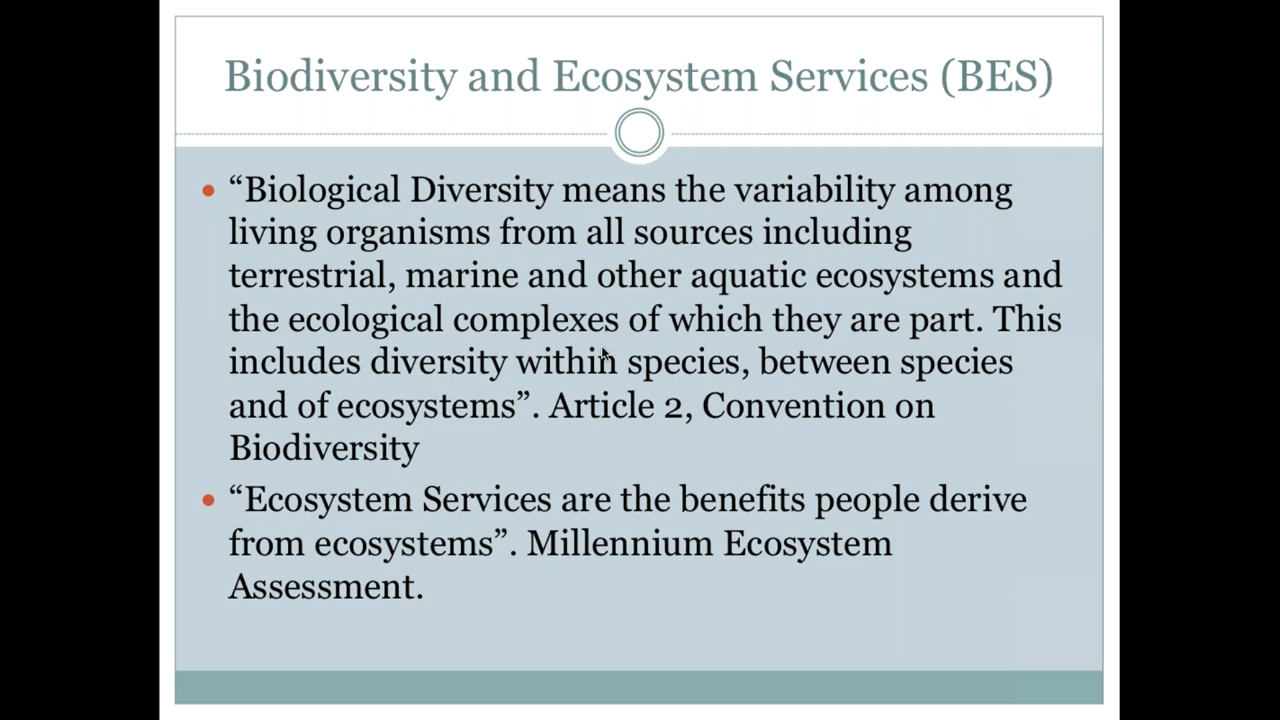 Biodiversity and Ecosystem Services (BES)
• “Biological Diversity means the variability among
living organisms from all sources including
terrestrial, marine and other aquatic ecosystems and
the ecological complexes of which they are part. This
includes diversity within species, between species
and of ecosystems”. Article 2, Convention on
Biodiversity
• “Ecosystem Services are the benefits people derive
from ecosystems”. Millennium Ecosystem
Assessment.